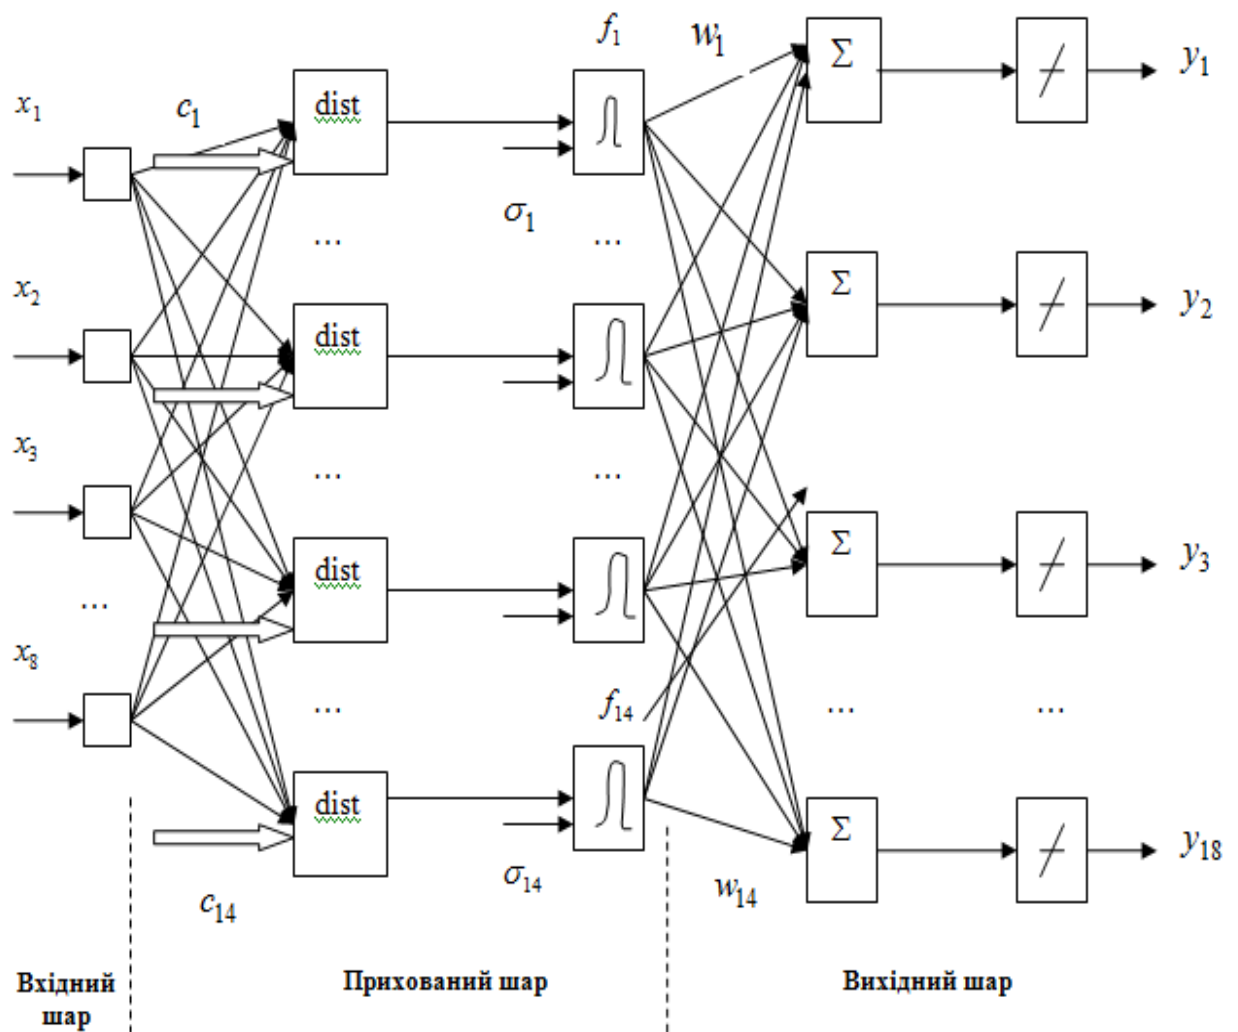 f₁
w₁
Σ
y₁
x₁
c₁
dist
σ₁
...
...
x₂
dist
Σ
y₂
x₃
...
...
dist
Σ
y₃
...
x₈
...
f₁₄
...
...
dist
Σ
y₁₈
c₁₄
σ₁₄
w₁₄
Вхідний
шар
Прихований шар
Вихідний шар